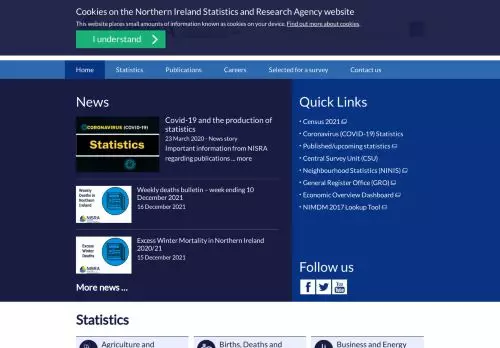 Cookies on the Northern Ireland Statistics and Research Agency website
This website places small amounts of information known as cookies on your device. Find out more about cookies.
I understand
Home
Statistics
Publications
Careers
Selected for a survey
Contact us
News
CORONAVIRUS (COVID-19)
Statistics
Covid-19 and the production of
statistics
23 March 2020 - News story
Important information from NISRA
regarding publications ... more
Weekly
Deaths in
Northern
Ireland
NISRA
Weekly deaths bulletin – week ending 10
December 2021
16 December 2021
Excess
Winter
Deaths
NISRA
Excess Winter Mortality in Northern Ireland
2020/21
15 December 2021
More news ...
Quick Links
Census 2021
Coronavirus (COVID-19) Statistics
Published/upcoming statistics
Central Survey Unit (CSU)
Neighbourhood Statistics (NINIS)
General Register Office (GRO)
Economic Overview Dashboard
NIMDM 2017 Lookup Tool
Follow us
You
Tube
Statistics
Agriculture and
Births, Deaths and
Business and Energy